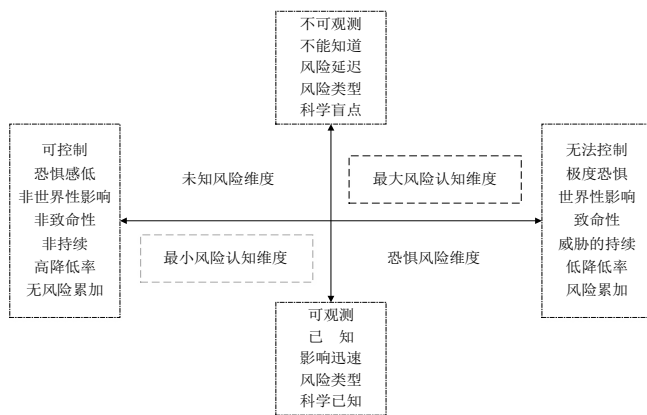 不可观测
不能知道
风险延迟
风险类型
科学盲点
可控制
恐惧感低
非世界性影响
非致命性
非持续
高降低率
无风险累加
未知风险维度
最大风险认知维度
最小风险认知维度
恐惧风险维度
无法控制
极度恐惧
世界性影响
致命性
威胁的持续
低降低率
风险累加
可观测
已 知
影响迅速
风险类型
科学已知